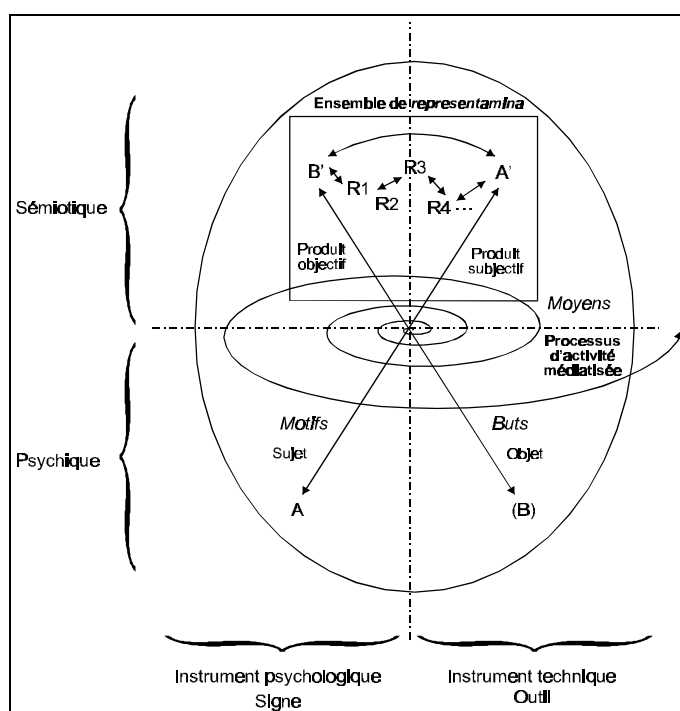 Ensemble de representamina
B' R3 A'
R1
R2 R4 ....
Sémiotique
Produit
objectif
Produit
subjectif
Moyens
Processus
d'activité
médiatisée
Motifs
Buts
Psychique
Sujet
Objet
A
(B)
Instrument psychologique
Signe
Instrument technique
Outil